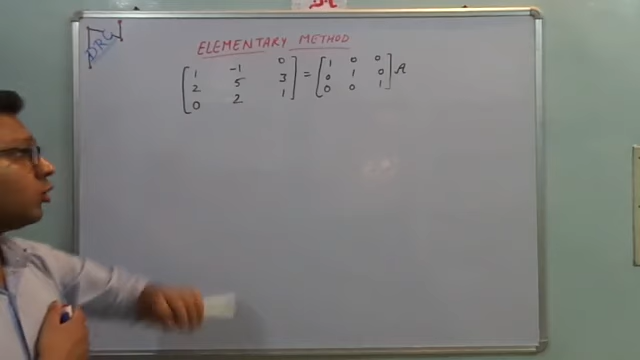 DRW
ELEMENTARY METHOD
[1 -1 0] = [1 0 0] A
[2 5 3] [0 1 0]
[0 2 1] [0 0 1]